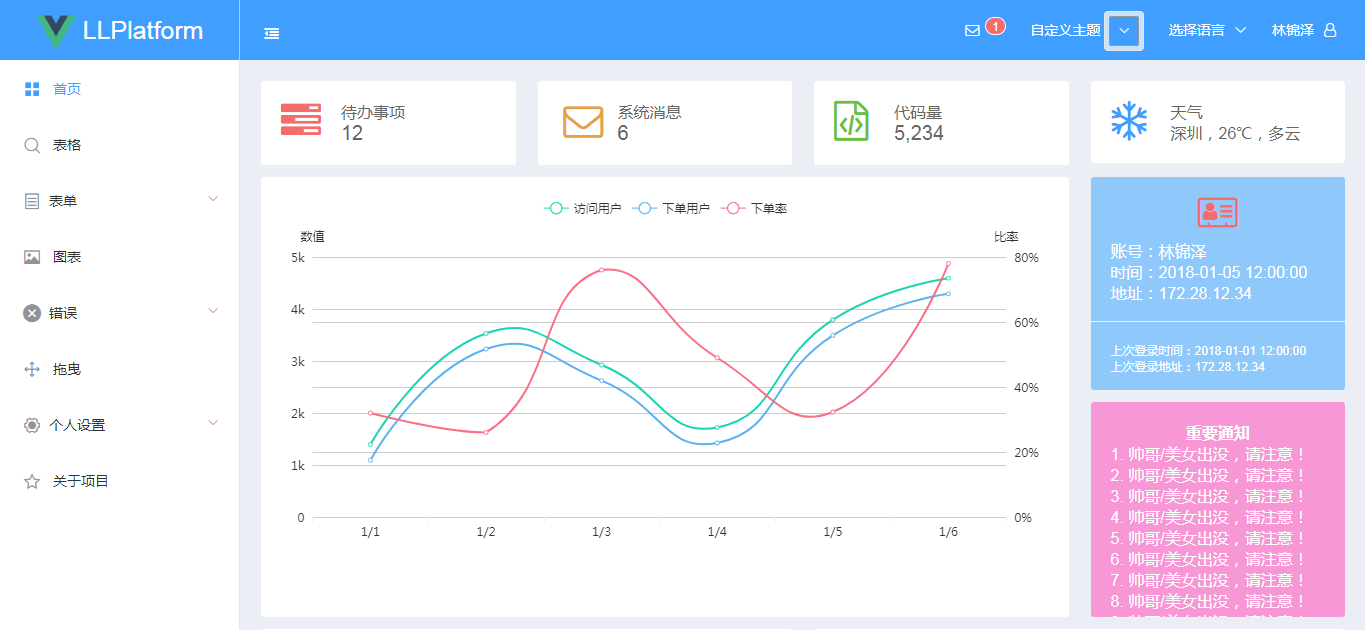 LLPlatform
1
自定义主题
选择语言
林锦泽
首页
表格
表单
图表
错误
拖曳
个人设置
关于项目
待办事项
12
系统消息
6
代码量
5,234
天气
深圳，26℃，多云
访问用户 下单用户 下单率
数值
比率
5k
4k
3k
2k
1k
0
80%
60%
40%
20%
0%
1/1 1/2 1/3 1/4 1/5 1/6
账号：林锦泽
时间：2018-01-05 12:00:00
地址：172.28.12.34
上次登录时间：2018-01-01 12:00:00
上次登录地址：172.28.12.34
重要通知
1. 帅哥/美女出没，请注意！
2. 帅哥/美女出没，请注意！
3. 帅哥/美女出没，请注意！
4. 帅哥/美女出没，请注意！
5. 帅哥/美女出没，请注意！
6. 帅哥/美女出没，请注意！
7. 帅哥/美女出没，请注意！
8. 帅哥/美女出没，请注意！